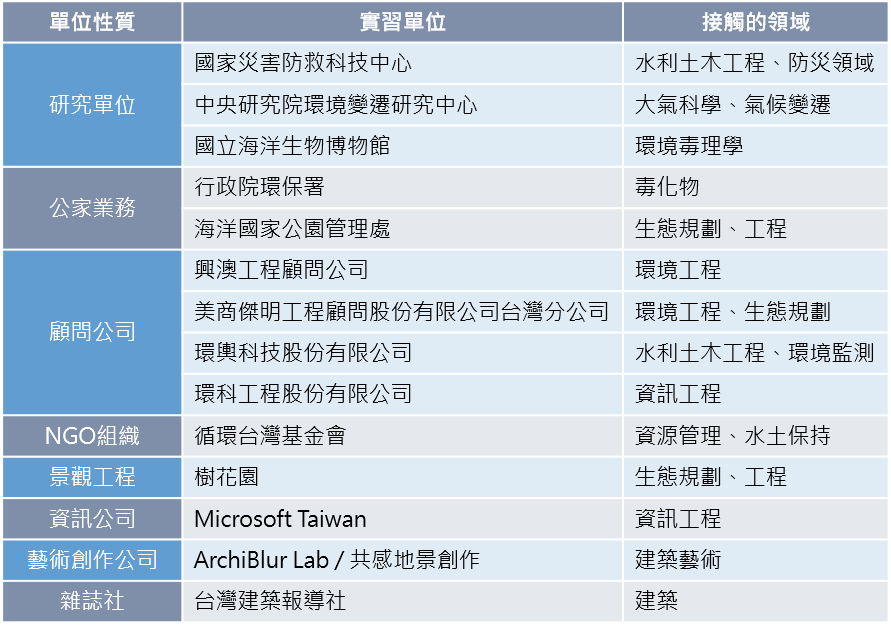 單位性質 實習單位 接觸的領域
研究單位 國家災害防救科技中心 水利土木工程、防災領域
中央研究院環境變遷研究中心 大氣科學、氣候變遷
國立海洋生物博物館 環境毒理學
公家業務 行政院環保署 毒化物
海洋國家公園管理處 生態規劃、工程
顧問公司 興澳工程顧問公司 環境工程
美商傑明工程顧問股份有限公司台灣分公司 環境工程、生態規劃
環輿科技股份有限公司 水利土木工程、環境監測
環科工程股份有限公司 資訊工程
NGO組織 循環台灣基金會 資源管理、水土保持
景觀工程 樹花園 生態規劃、工程
資訊公司 Microsoft Taiwan 資訊工程
藝術創作公司 ArchiBlur Lab / 共感地景創作 建築藝術
雜誌社 台灣建築報導社 建築